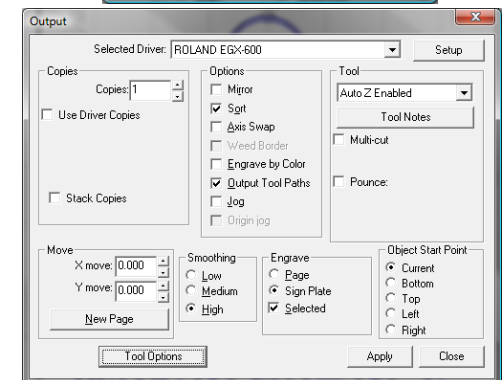 Output
Selected Driver: ROLAND EGX-600 Setup
Copies
Copies: 1
Use Driver Copies
Stack Copies
Options
Mirror
Sort
Axis Swap
Weed Border
Engrave by Color
Output Tool Paths
Jog
Origin jog
Tool
Auto Z Enabled
Tool Notes
Multi-cut
Pounce:
Move
X move: 0.000
Y move: 0.000
New Page
Smoothing
Low
Medium
High
Engrave
Page
Sign Plate
Selected
Object Start Point
Current
Bottom
Top
Left
Right
Tool Options
Apply
Close